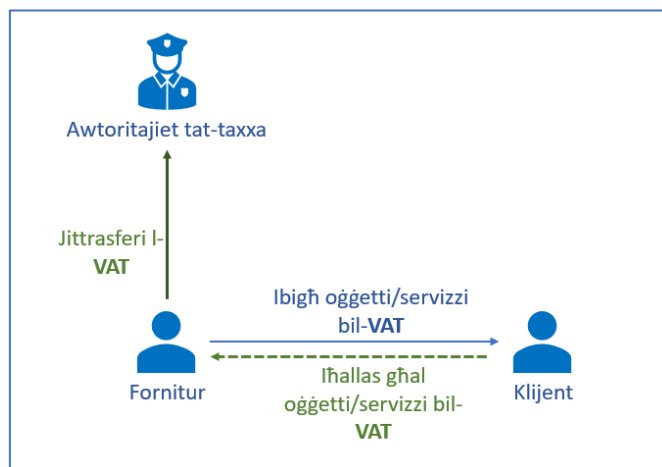 Awtoritajiet tat-taxxa
Jittrasferi l-
VAT
Ibigħ oġġetti/servizzi
bil-VAT
Fornitur
Iħallas għal
oġġetti/servizzi bil-
VAT
Klijent